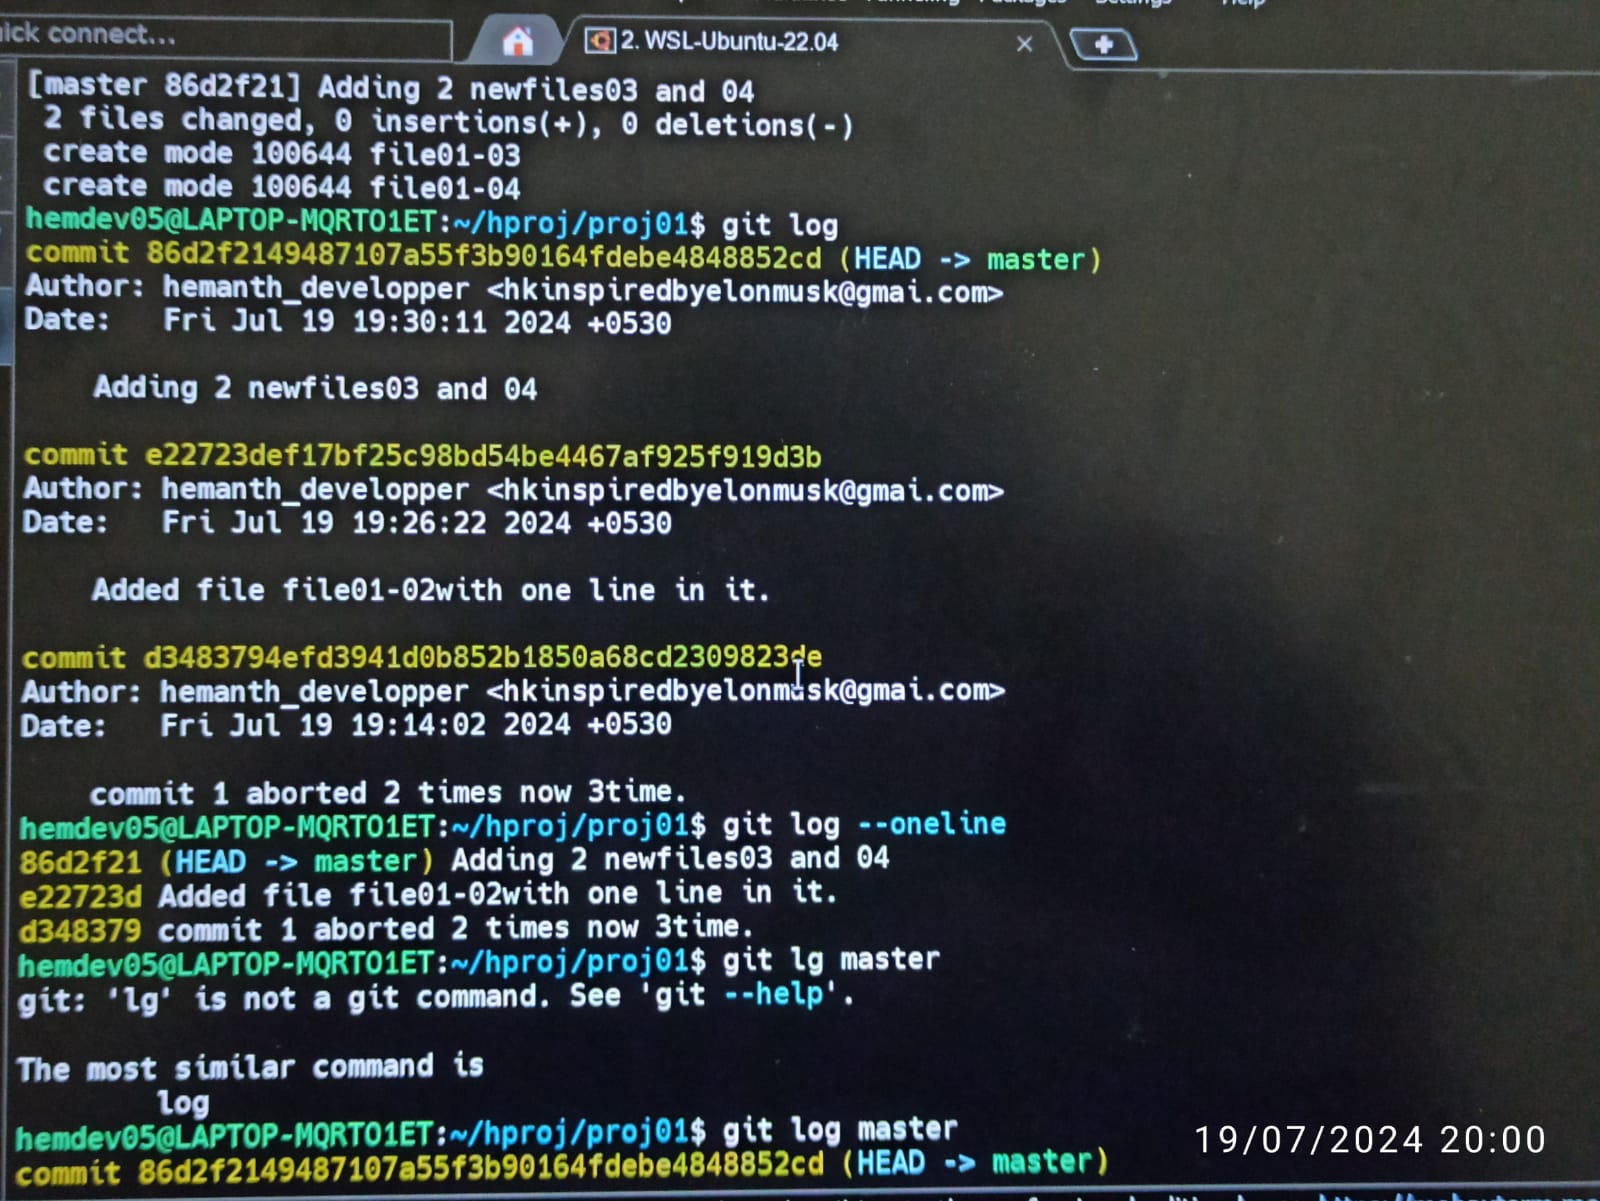 ick connect...
2. WSL-Ubuntu-22.04
[master 86d2f21] Adding 2 newfiles03 and 04
2 files changed, 0 insertions(+), 0 deletions(-)
create mode 100644 file01-03
create mode 100644 file01-04
hemdev05@LAPTOP-MQRTO1ET:~/hproj/proj01$ git log
commit 86d2f2149487107a55f3b90164fdebe4848852cd (HEAD -> master)
Author: hemanth_developper <hkinspiredbyelonmusk@gmai.com>
Date:   Fri Jul 19 19:30:11 2024 +0530
Adding 2 newfiles03 and 04
commit e22723def17bf25c98bd54be4467af925f919d3b
Author: hemanth_developper <hkinspiredbyelonmusk@gmai.com>
Date:   Fri Jul 19 19:26:22 2024 +0530
Added file file01-02with one line in it.
commit d3483794efd3941d0b852b1850a68cd2309823de
Author: hemanth_developper <hkinspiredbyelonmusk@gmai.com>
Date:   Fri Jul 19 19:14:02 2024 +0530
commit 1 aborted 2 times now 3time.
hemdev05@LAPTOP-MQRTO1ET:~/hproj/proj01$ git log --oneline
86d2f21 (HEAD -> master) Adding 2 newfiles03 and 04
e22723d Added file file01-02with one line in it.
d348379 commit 1 aborted 2 times now 3time.
hemdev05@LAPTOP-MQRTO1ET:~/hproj/proj01$ git lg master
git: 'lg' is not a git command. See 'git --help'.
The most similar command is
log
hemdev05@LAPTOP-MQRTO1ET:~/hproj/proj01$ git log master
commit 86d2f2149487107a55f3b90164fdebe4848852cd (HEAD -> master)
19/07/2024 20:00